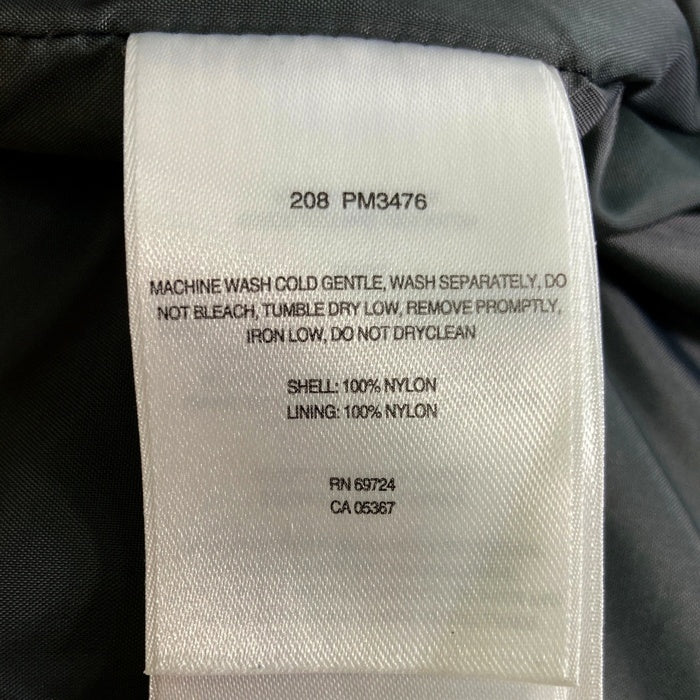 208 PM3476
MACHINE WASH COLD GENTLE, WASH SEPARATELY, DO
NOT BLEACH, TUMBLE DRY LOW, REMOVE PROMPTLY,
IRON LOW, DO NOT DRYCLEAN
SHELL: 100% NYLON
LINING: 100% NYLON
RN 69724
CA 05367